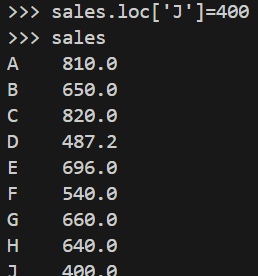 >>> sales.loc['J']=400
>>> sales
A    810.0
B    650.0
C    820.0
D    487.2
E    696.0
F    540.0
G    660.0
H    640.0
J    400.0